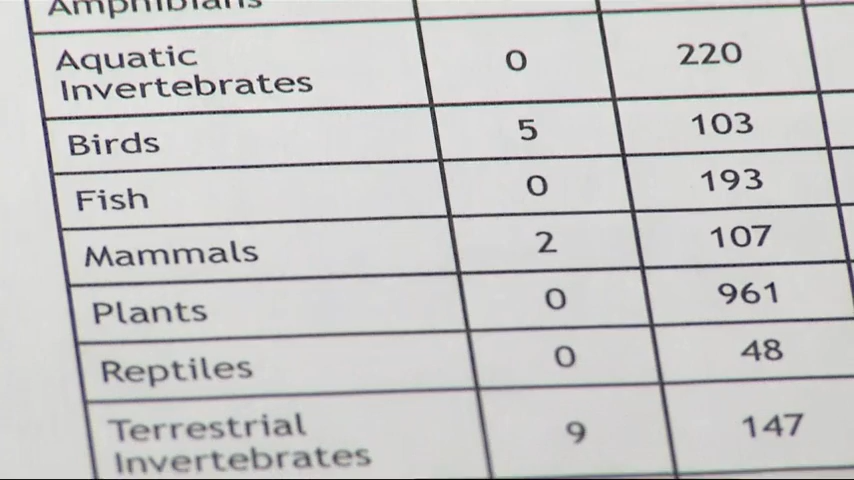 Amphibians
Aquatic
Invertebrates 0 220
Birds 5 103
Fish 0 193
Mammals 2 107
Plants 0 961
Reptiles 0 48
Terrestrial
Invertebrates 9 147